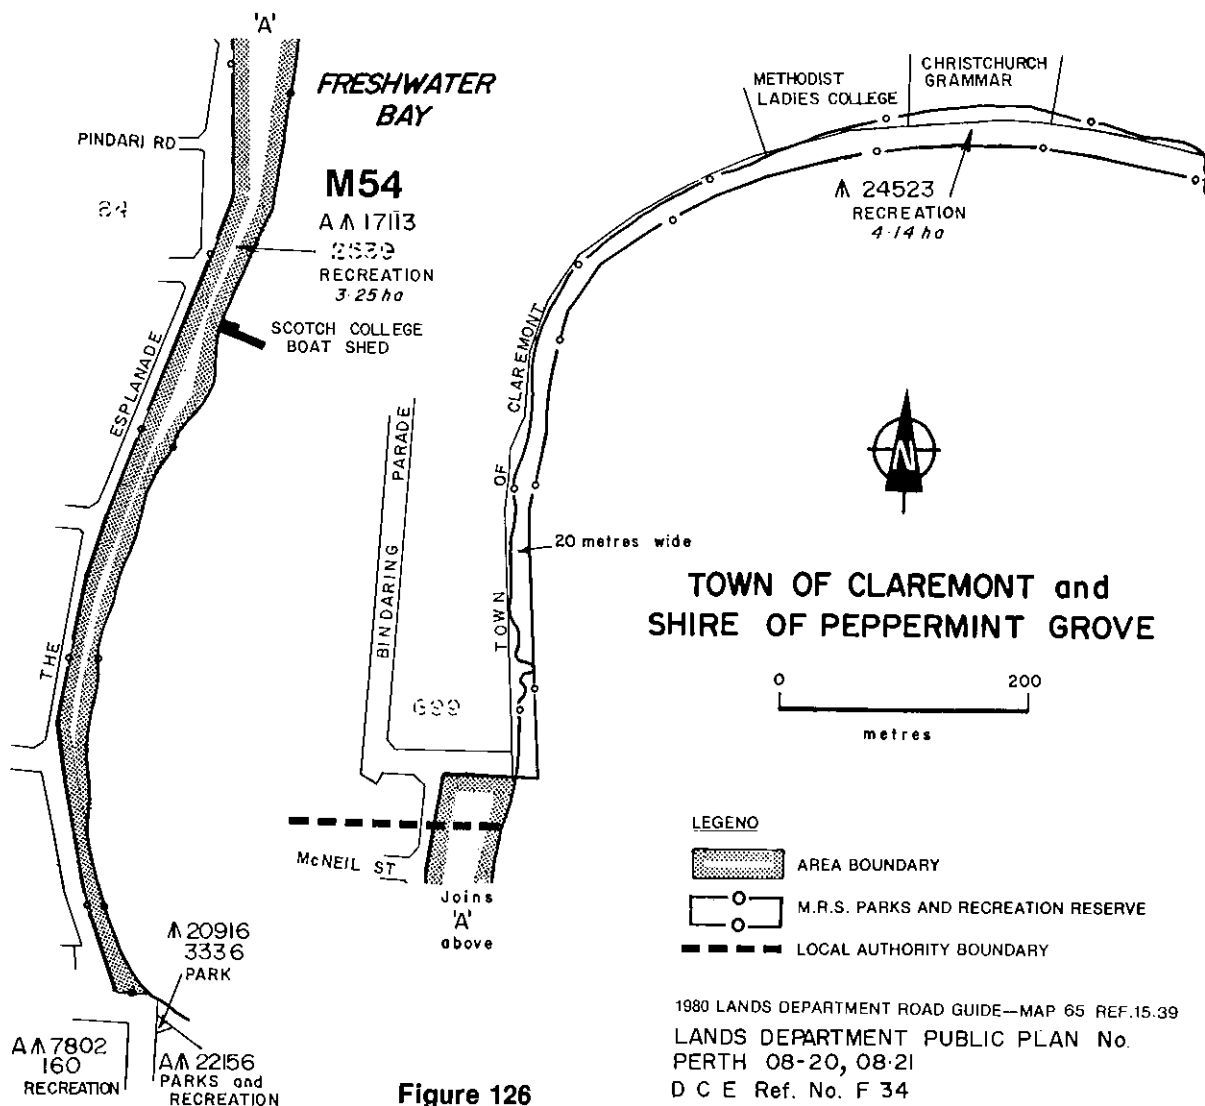 'A'
FRESHWATER
BAY
PINDARI RD
M54
A 17113
2539
RECREATION
3·25ha
84
SCOTCH COLLEGE
BOAT SHED
THE ESPLANADE
METHODIST
LADIES COLLEGE
CHRISTCHURCH
GRAMMAR
24523
RECREATION
4·14 ha
TOWN OF CLAREMONT
BINDARING PARADE
20 metres wide
699
N
TOWN OF CLAREMONT and
SHIRE OF PEPPERMINT GROVE
0 200
metres
McNEIL ST
Joins
'A'
above
LEGENO
AREA BOUNDARY
M.R.S. PARKS AND RECREATION RESERVE
LOCAL AUTHORITY BOUNDARY
20916
3336
PARK
A 7802
160
RECREATION
A 22156
PARKS and
RECREATION
1980 LANDS DEPARTMENT ROAD GUIDE—MAP 65 REF.15·39
LANDS DEPARTMENT PUBLIC PLAN No.
PERTH 08-20, 08·21
D C E Ref. No. F 34
Figure 126